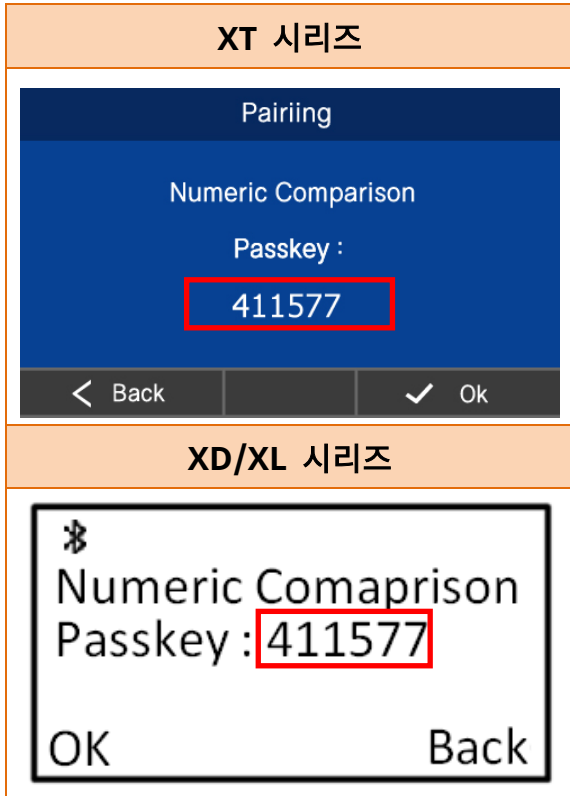 XT 시리즈
Pairiing
Numeric Comparison
Passkey :
411577
Back Ok
XD/XL 시리즈
Numeric Comaprison
Passkey : 411577
OK Back